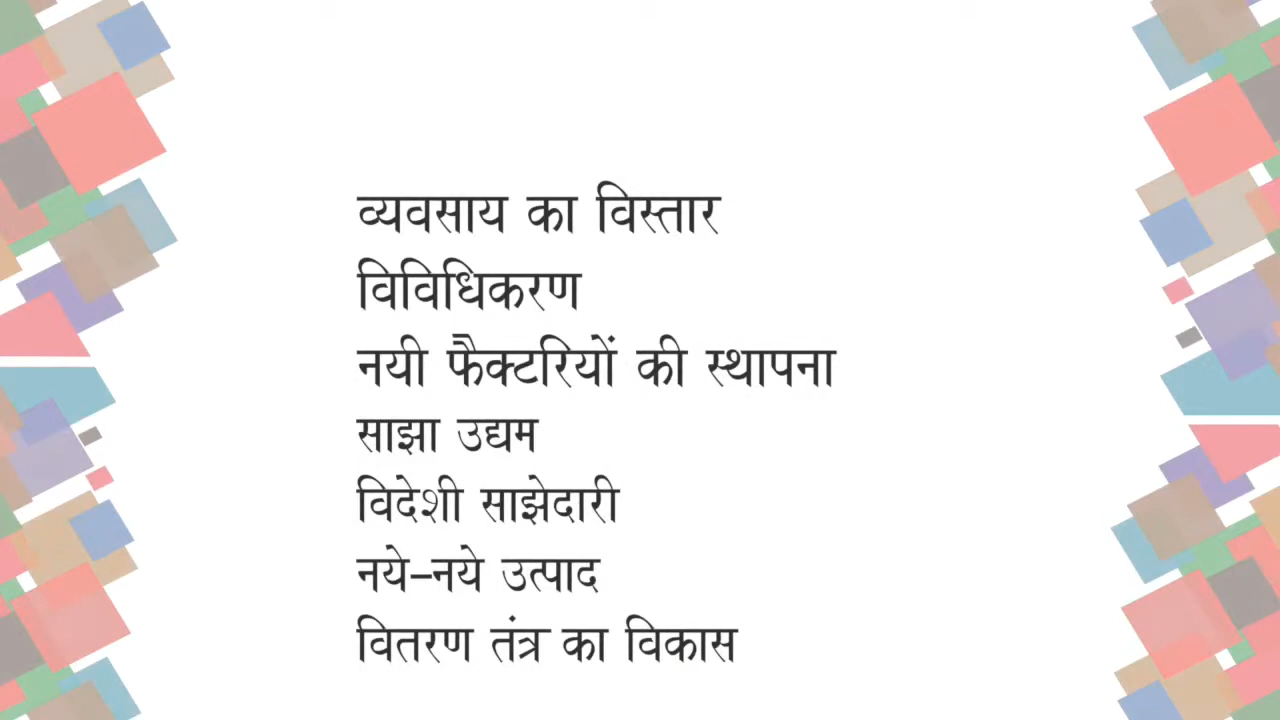 व्यवसाय का विस्तार
विविधिकरण
नयी फैक्टरियों की स्थापना
साझा उद्यम
विदेशी साझेदारी
नये–नये उत्पाद
वितरण तंत्र का विकास